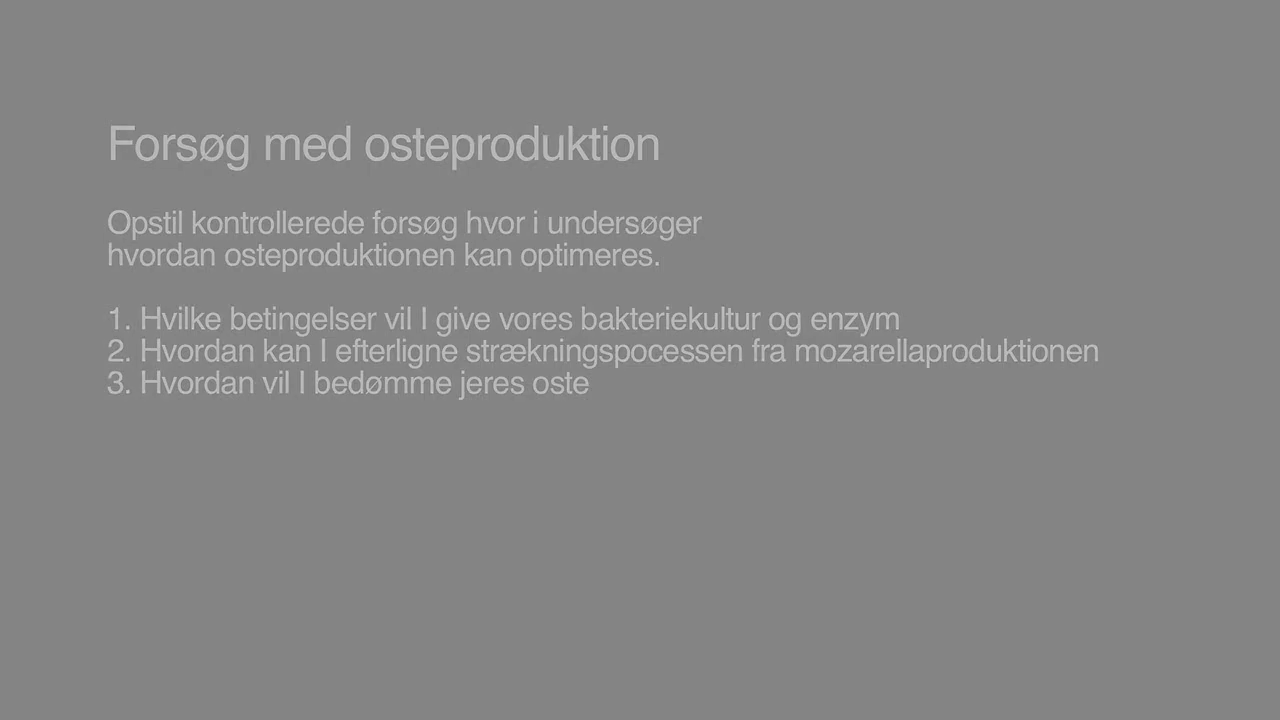 Forsøg med osteproduktion
Opstil kontrollerede forsøg hvor i undersøger
hvordan osteproduktionen kan optimeres.
1. Hvilke betingelser vil I give vores bakteriekultur og enzym
2. Hvordan kan I efterligne strækningspocessen fra mozarellaproduktionen
3. Hvordan vil I bedømme jeres oste